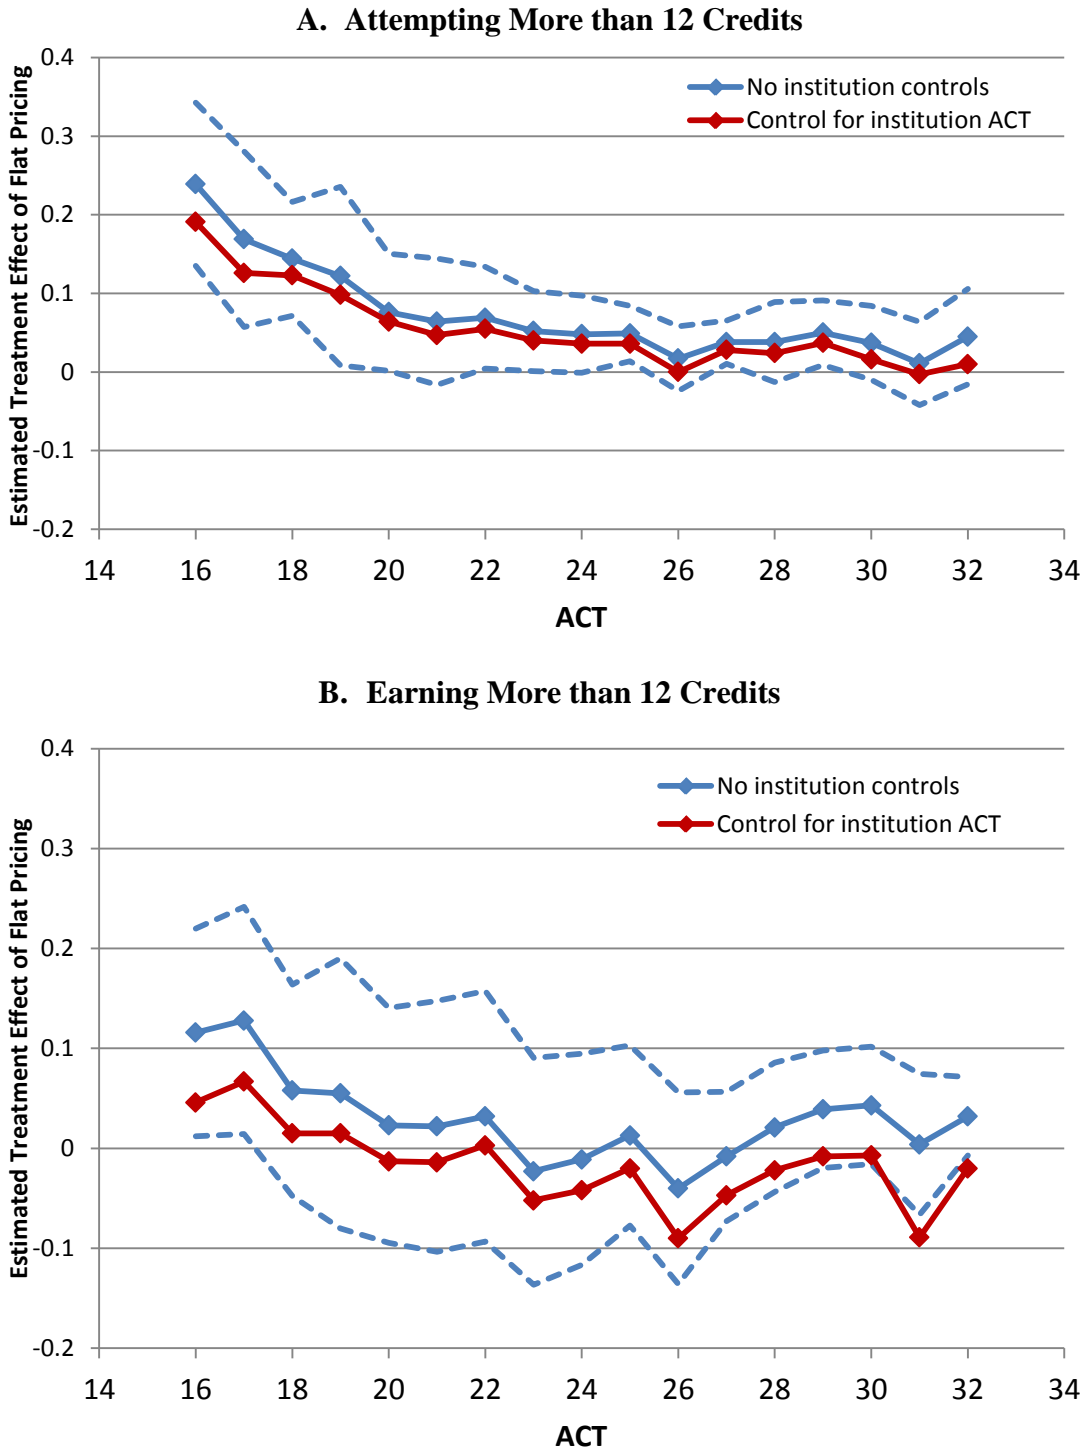 A. Attempting More than 12 Credits
0.4
0.3
0.2
0.1
0
-0.1
-0.2
Estimated Treatment Effect of Flat Pricing
No institution controls
Control for institution ACT
14 16 18 20 22 24 26 28 30 32 34
ACT
B. Earning More than 12 Credits
0.4
0.3
0.2
0.1
0
-0.1
-0.2
Estimated Treatment Effect of Flat Pricing
No institution controls
Control for institution ACT
14 16 18 20 22 24 26 28 30 32 34
ACT